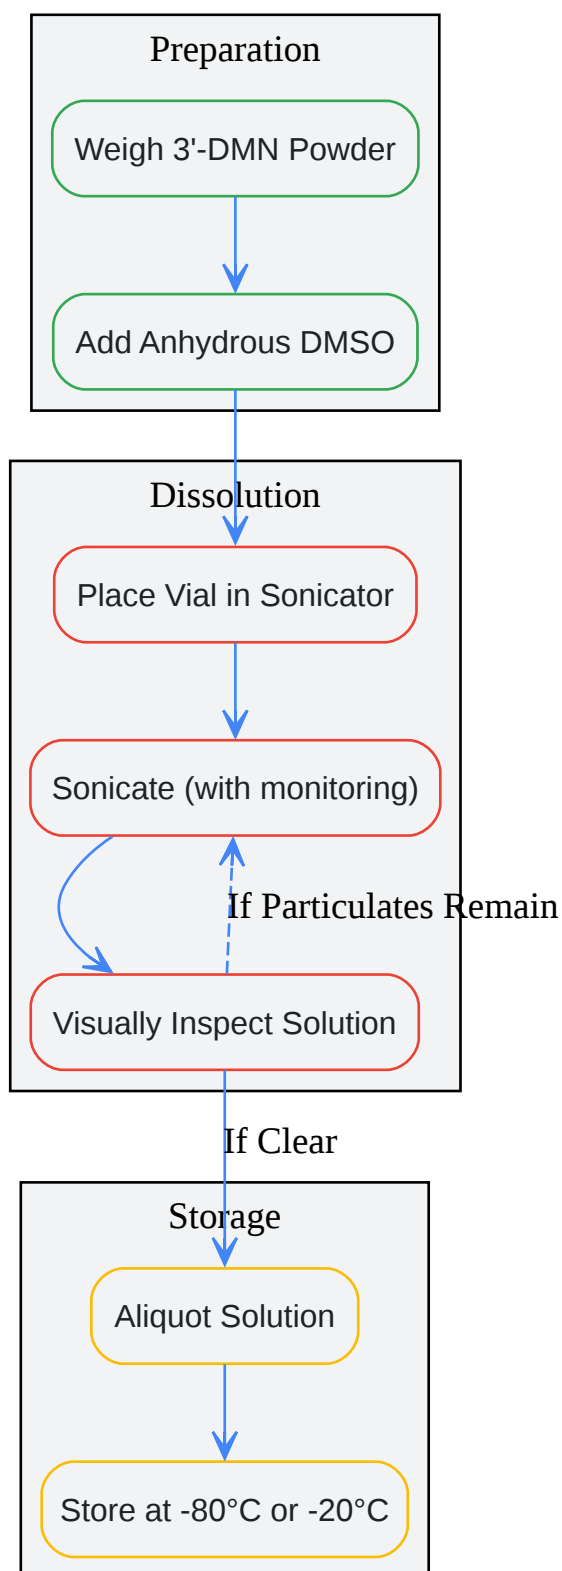 Preparation
Weigh 3'-DMN Powder
Add Anhydrous DMSO
Dissolution
Place Vial in Sonicator
Sonicate (with monitoring)
If Particulates Remain
Visually Inspect Solution
If Clear
Storage
Aliquot Solution
Store at -80°C or -20°C